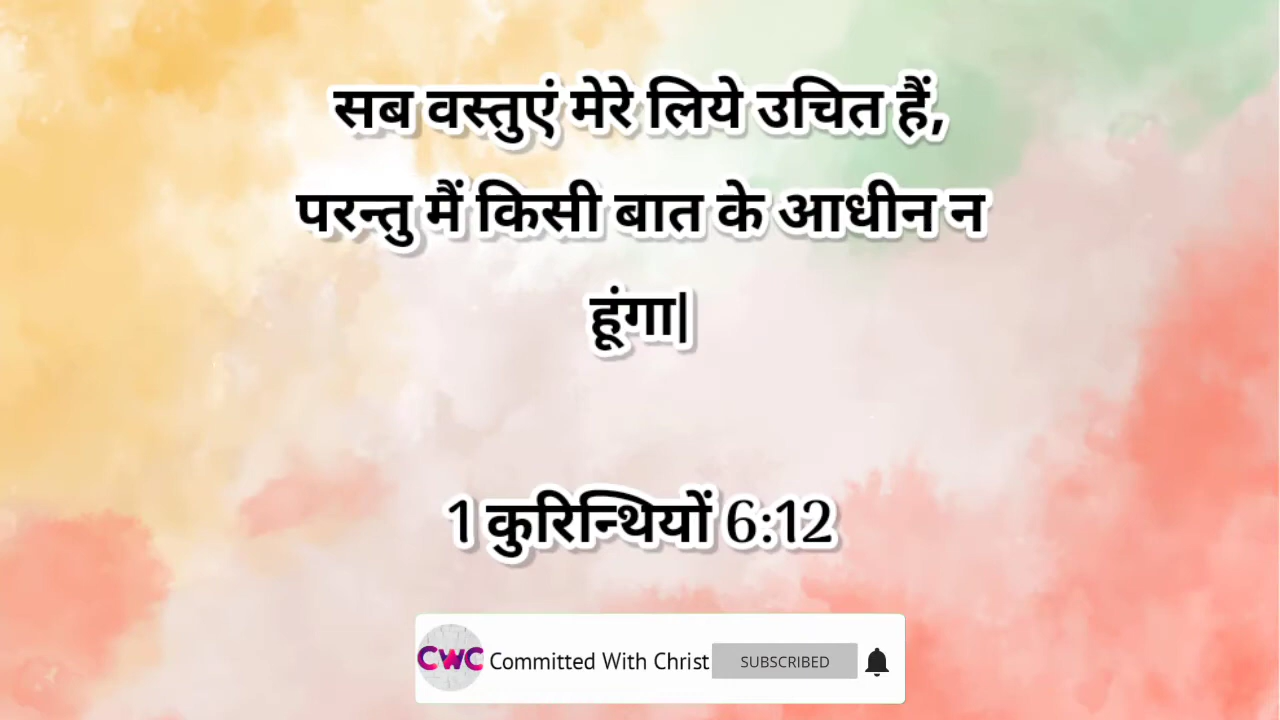 सब वस्तुएं मेरे लिये उचित हैं,
परन्तु मैं किसी बात के आधीन न
हूंगा|
1 कुरिन्थियों 6:12
CWC Committed With Christ SUBSCRIBED